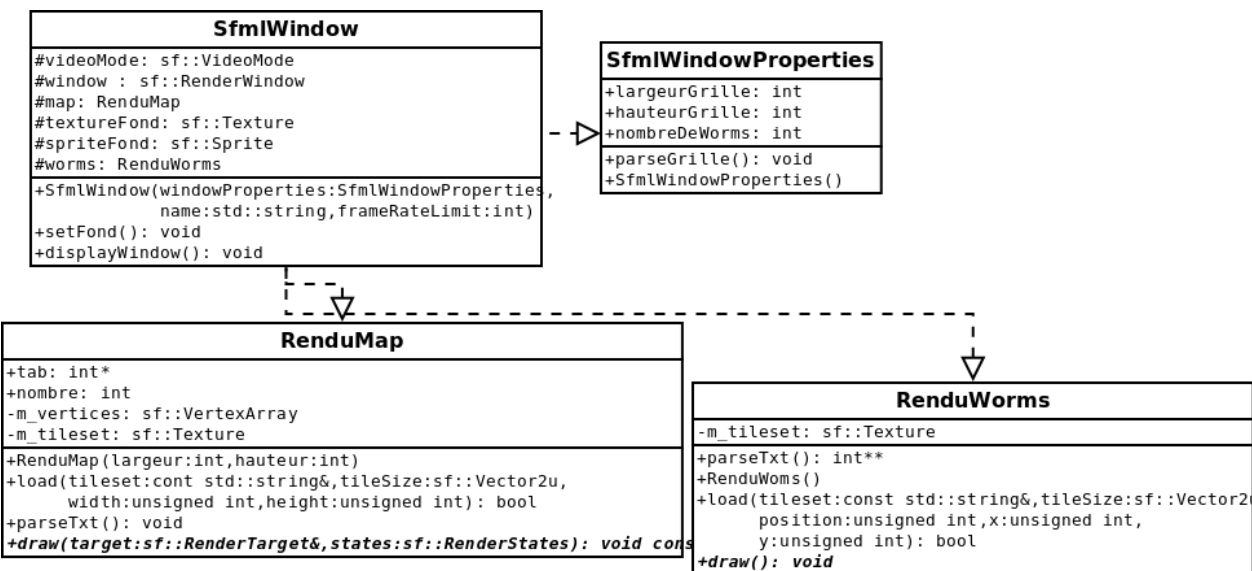 SfmlWindow
#videoMode: sf::VideoMode
#window : sf::RenderWindow
#map: RenduMap
#textureFond: sf::Texture
#spriteFond: sf::Sprite
#worms: RenduWorms
+SfmlWindow(windowProperties:SfmlWindowProperties,
name:std::string,frameRateLimit:int)
+setFond(): void
+displayWindow(): void
SfmlWindowProperties
+largeurGrille: int
+hauteurGrille: int
+nombreDeWorms: int
+parseGrille(): void
+SfmlWindowProperties()
RenduMap
+tab: int*
+nombre: int
-m_vertices: sf::VertexArray
-m_tileset: sf::Texture
+RenduMap(largeur:int,hauteur:int)
+load(tileset:cont std::string&,tileSize:sf::Vector2u,
width:unsigned int,height:unsigned int): bool
+parseTxt(): void
+draw(target:sf::RenderTarget&,states:sf::RenderStates): void cons
RenduWorms
-m_tileset: sf::Texture
+parseTxt(): int**
+RenduWoms()
+load(tileset:const std::string&,tileSize:sf::Vector2u
position:unsigned int,x:unsigned int,
y:unsigned int): bool
+draw(): void